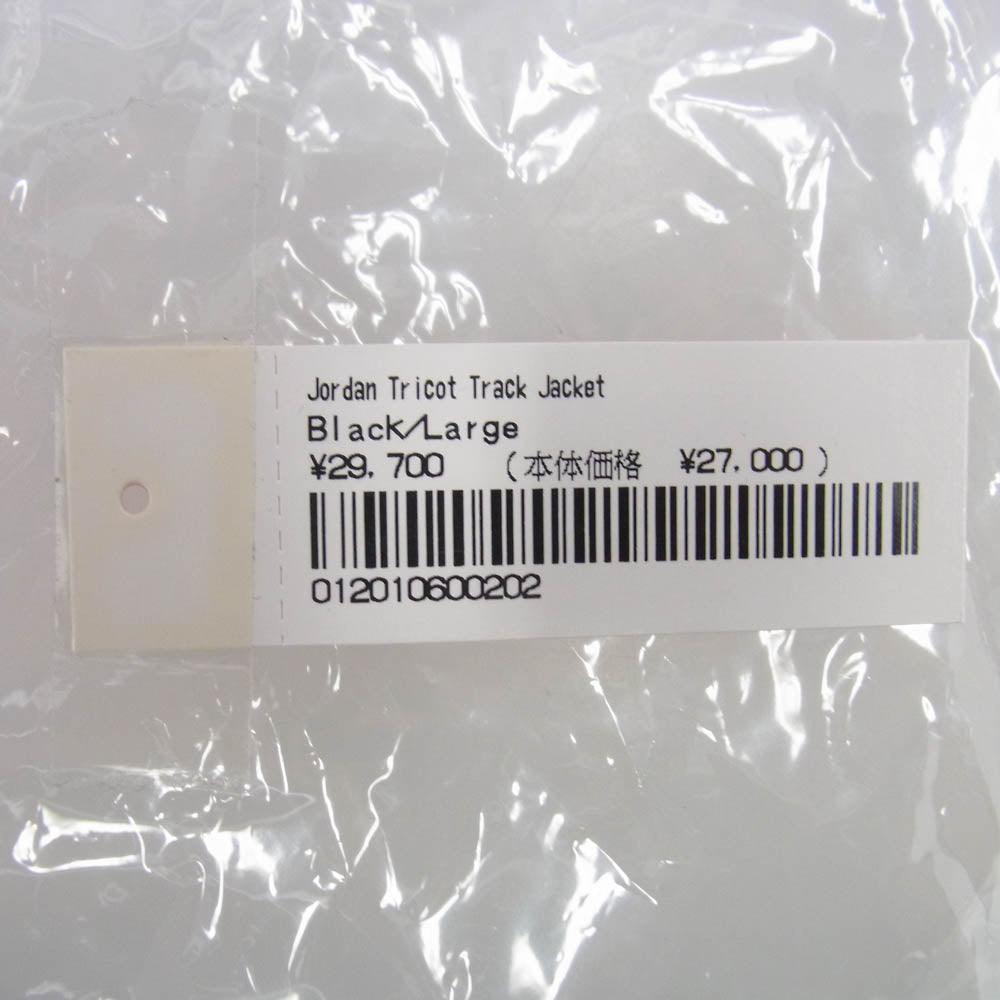 Jordan Tricot Track Jacket
Black/Large
¥29,700 (本体価格 ¥27,000 )
012010600202